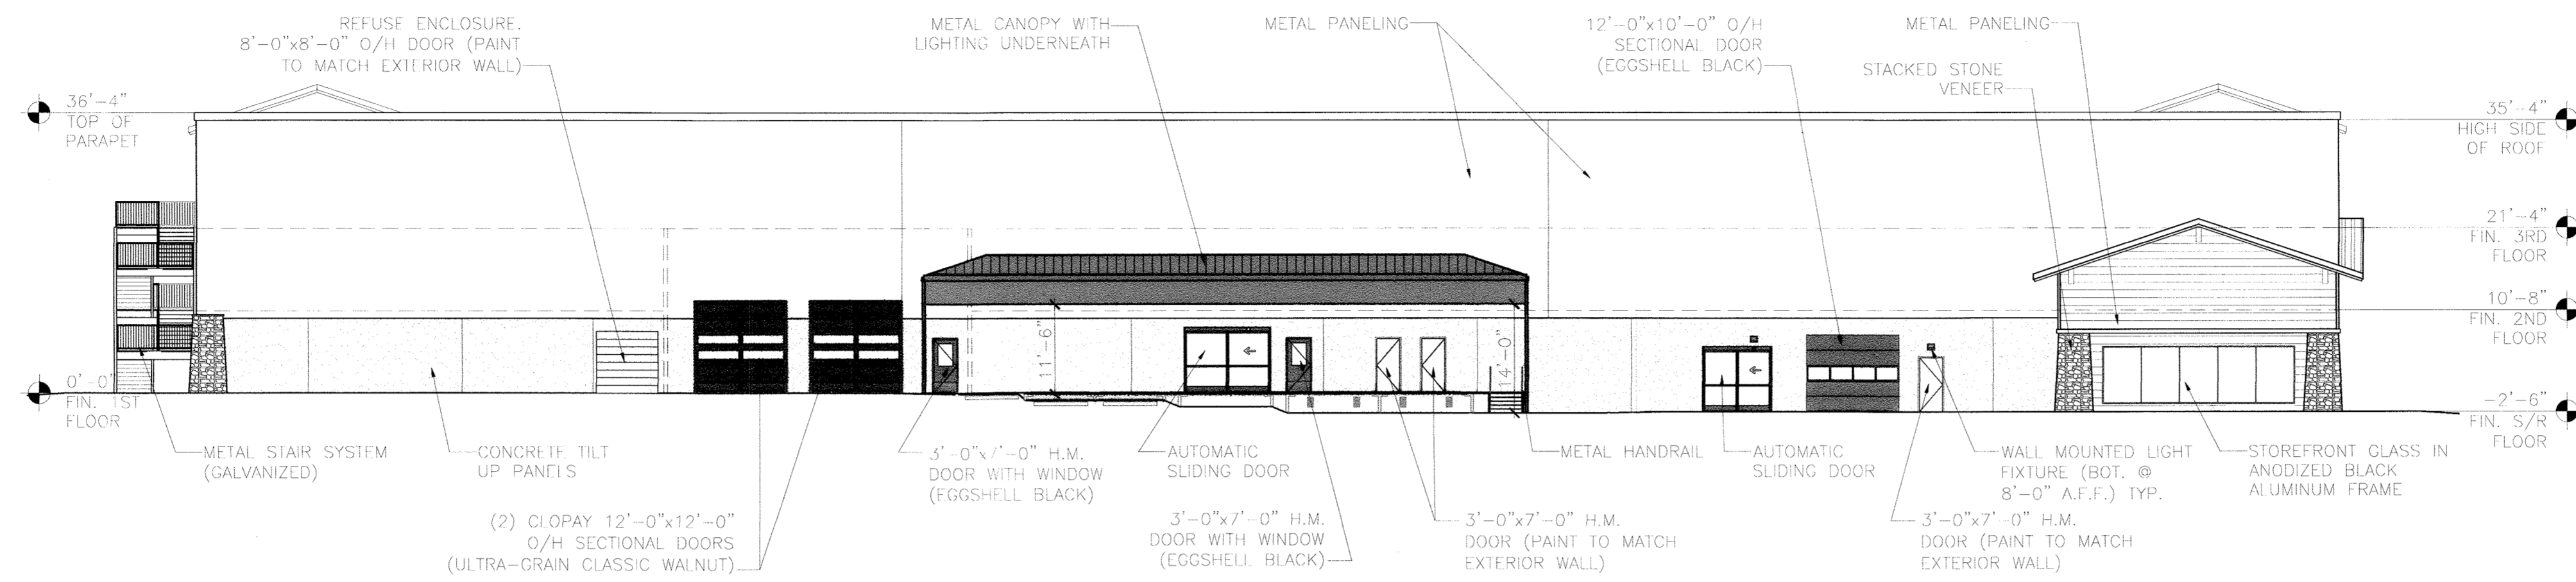 REFUSE ENCLOSURE.
8'-0"x8'-0" O/H DOOR (PAINT
TO MATCH EXTERIOR WALL)
METAL CANOPY WITH
LIGHTING UNDERNEATH
METAL PANELING
12'-0"x10'-0" O/H
SECTIONAL DOOR
(EGGSHELL BLACK)
METAL PANELING
STACKED STONE
VENEER
36'-4"
TOP OF
PARAPET
35'-4"
HIGH SIDE
OF ROOF
21'-4"
FIN. 3RD
FLOOR
10'-8"
FIN. 2ND
FLOOR
11'-6"
14'-0"
0'-0"
FIN. 1ST
FLOOR
-2'-6"
FIN. S/R
FLOOR
METAL STAIR SYSTEM
(GALVANIZED)
CONCRETE TILT
UP PANELS
3'-0"x7'-0" H.M.
DOOR WITH WINDOW
(EGGSHELL BLACK)
AUTOMATIC
SLIDING DOOR
METAL HANDRAIL
AUTOMATIC
SLIDING DOOR
WALL MOUNTED LIGHT
FIXTURE (BOT. @
8'-0" A.F.F.) TYP.
STOREFRONT GLASS IN
ANODIZED BLACK
ALUMINUM FRAME
(2) CLOPAY 12'-0"x12'-0"
O/H SECTIONAL DOORS
(ULTRA-GRAIN CLASSIC WALNUT)
3'-0"x7'-0" H.M.
DOOR WITH WINDOW
(EGGSHELL BLACK)
3'-0"x7'-0" H.M.
DOOR (PAINT TO MATCH
EXTERIOR WALL)
3'-0"x7'-0" H.M.
DOOR (PAINT TO MATCH
EXTERIOR WALL)